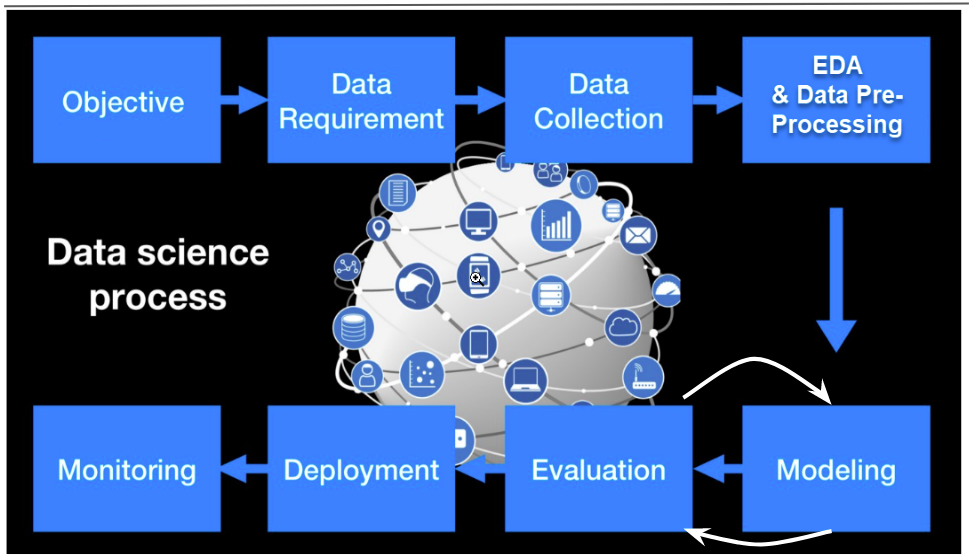 Objective
Data
Requirement
Data
Collection
EDA
& Data Pre-
Processing
Data science
process
Monitoring
Deployment
Evaluation
Modeling